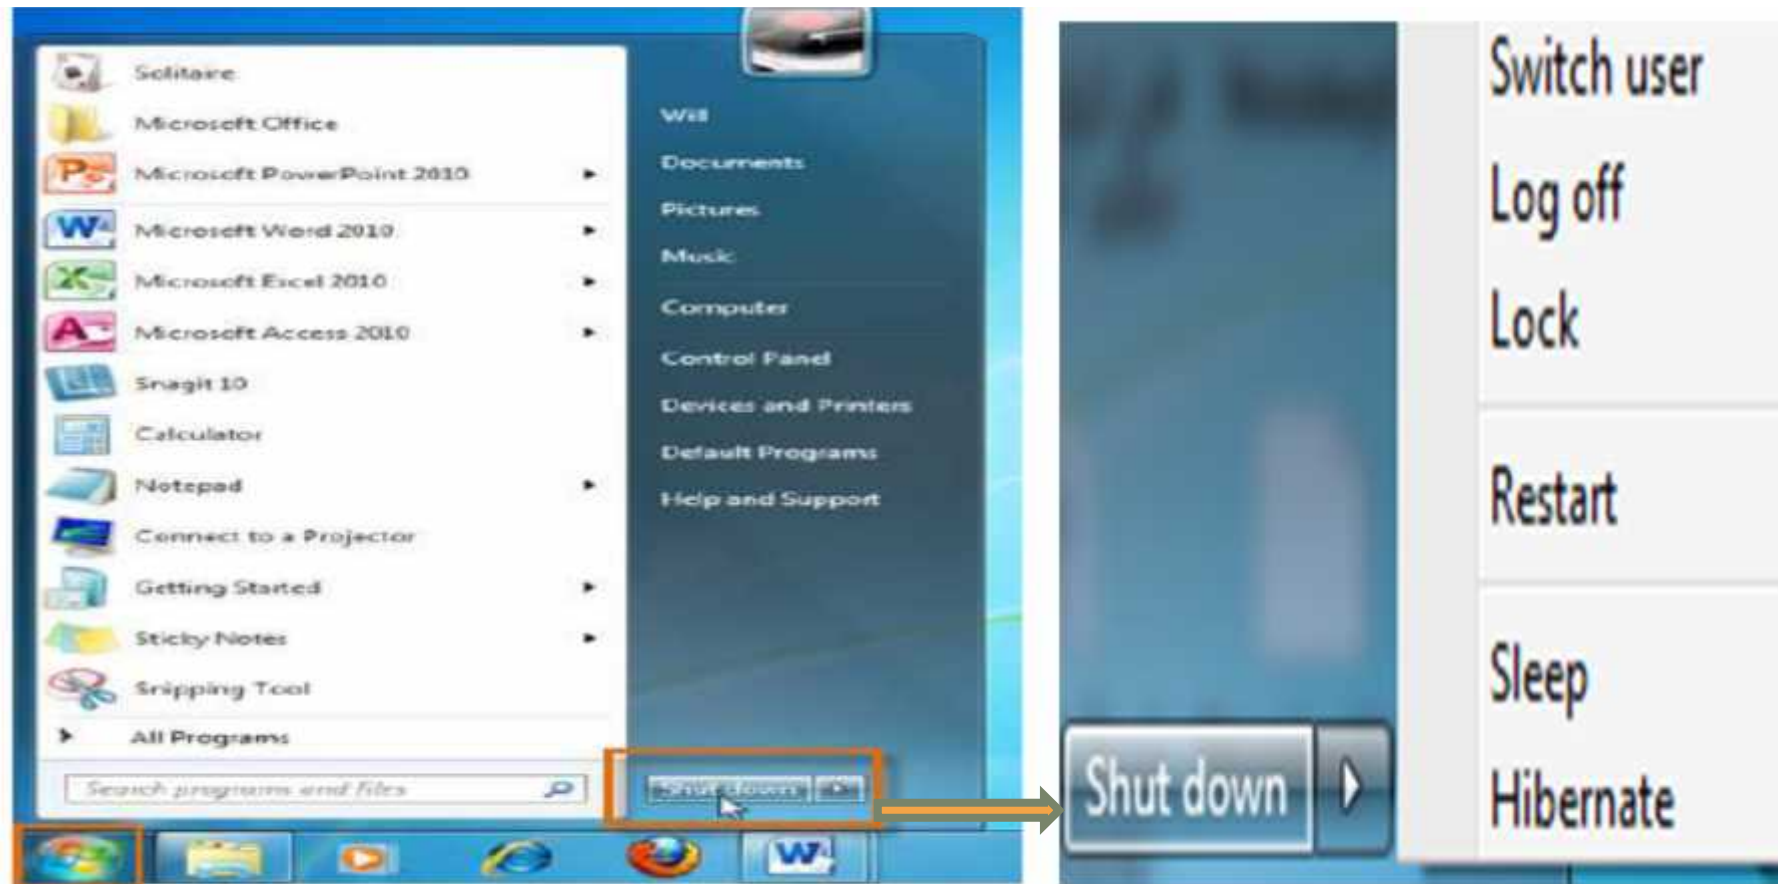 Solitaire
Microsoft Office
Microsoft PowerPoint 2010
Microsoft Word 2010
Microsoft Excel 2010
Microsoft Access 2010
Snagit 10
Calculator
Notepad
Connect to a Projector
Getting Started
Sticky Notes
Snipping Tool
All Programs
Search programs and files
Will
Documents
Pictures
Music
Computer
Control Panel
Devices and Printers
Default Programs
Help and Support
Shut down
Switch user
Log off
Lock
Restart
Sleep
Hibernate
Shut down